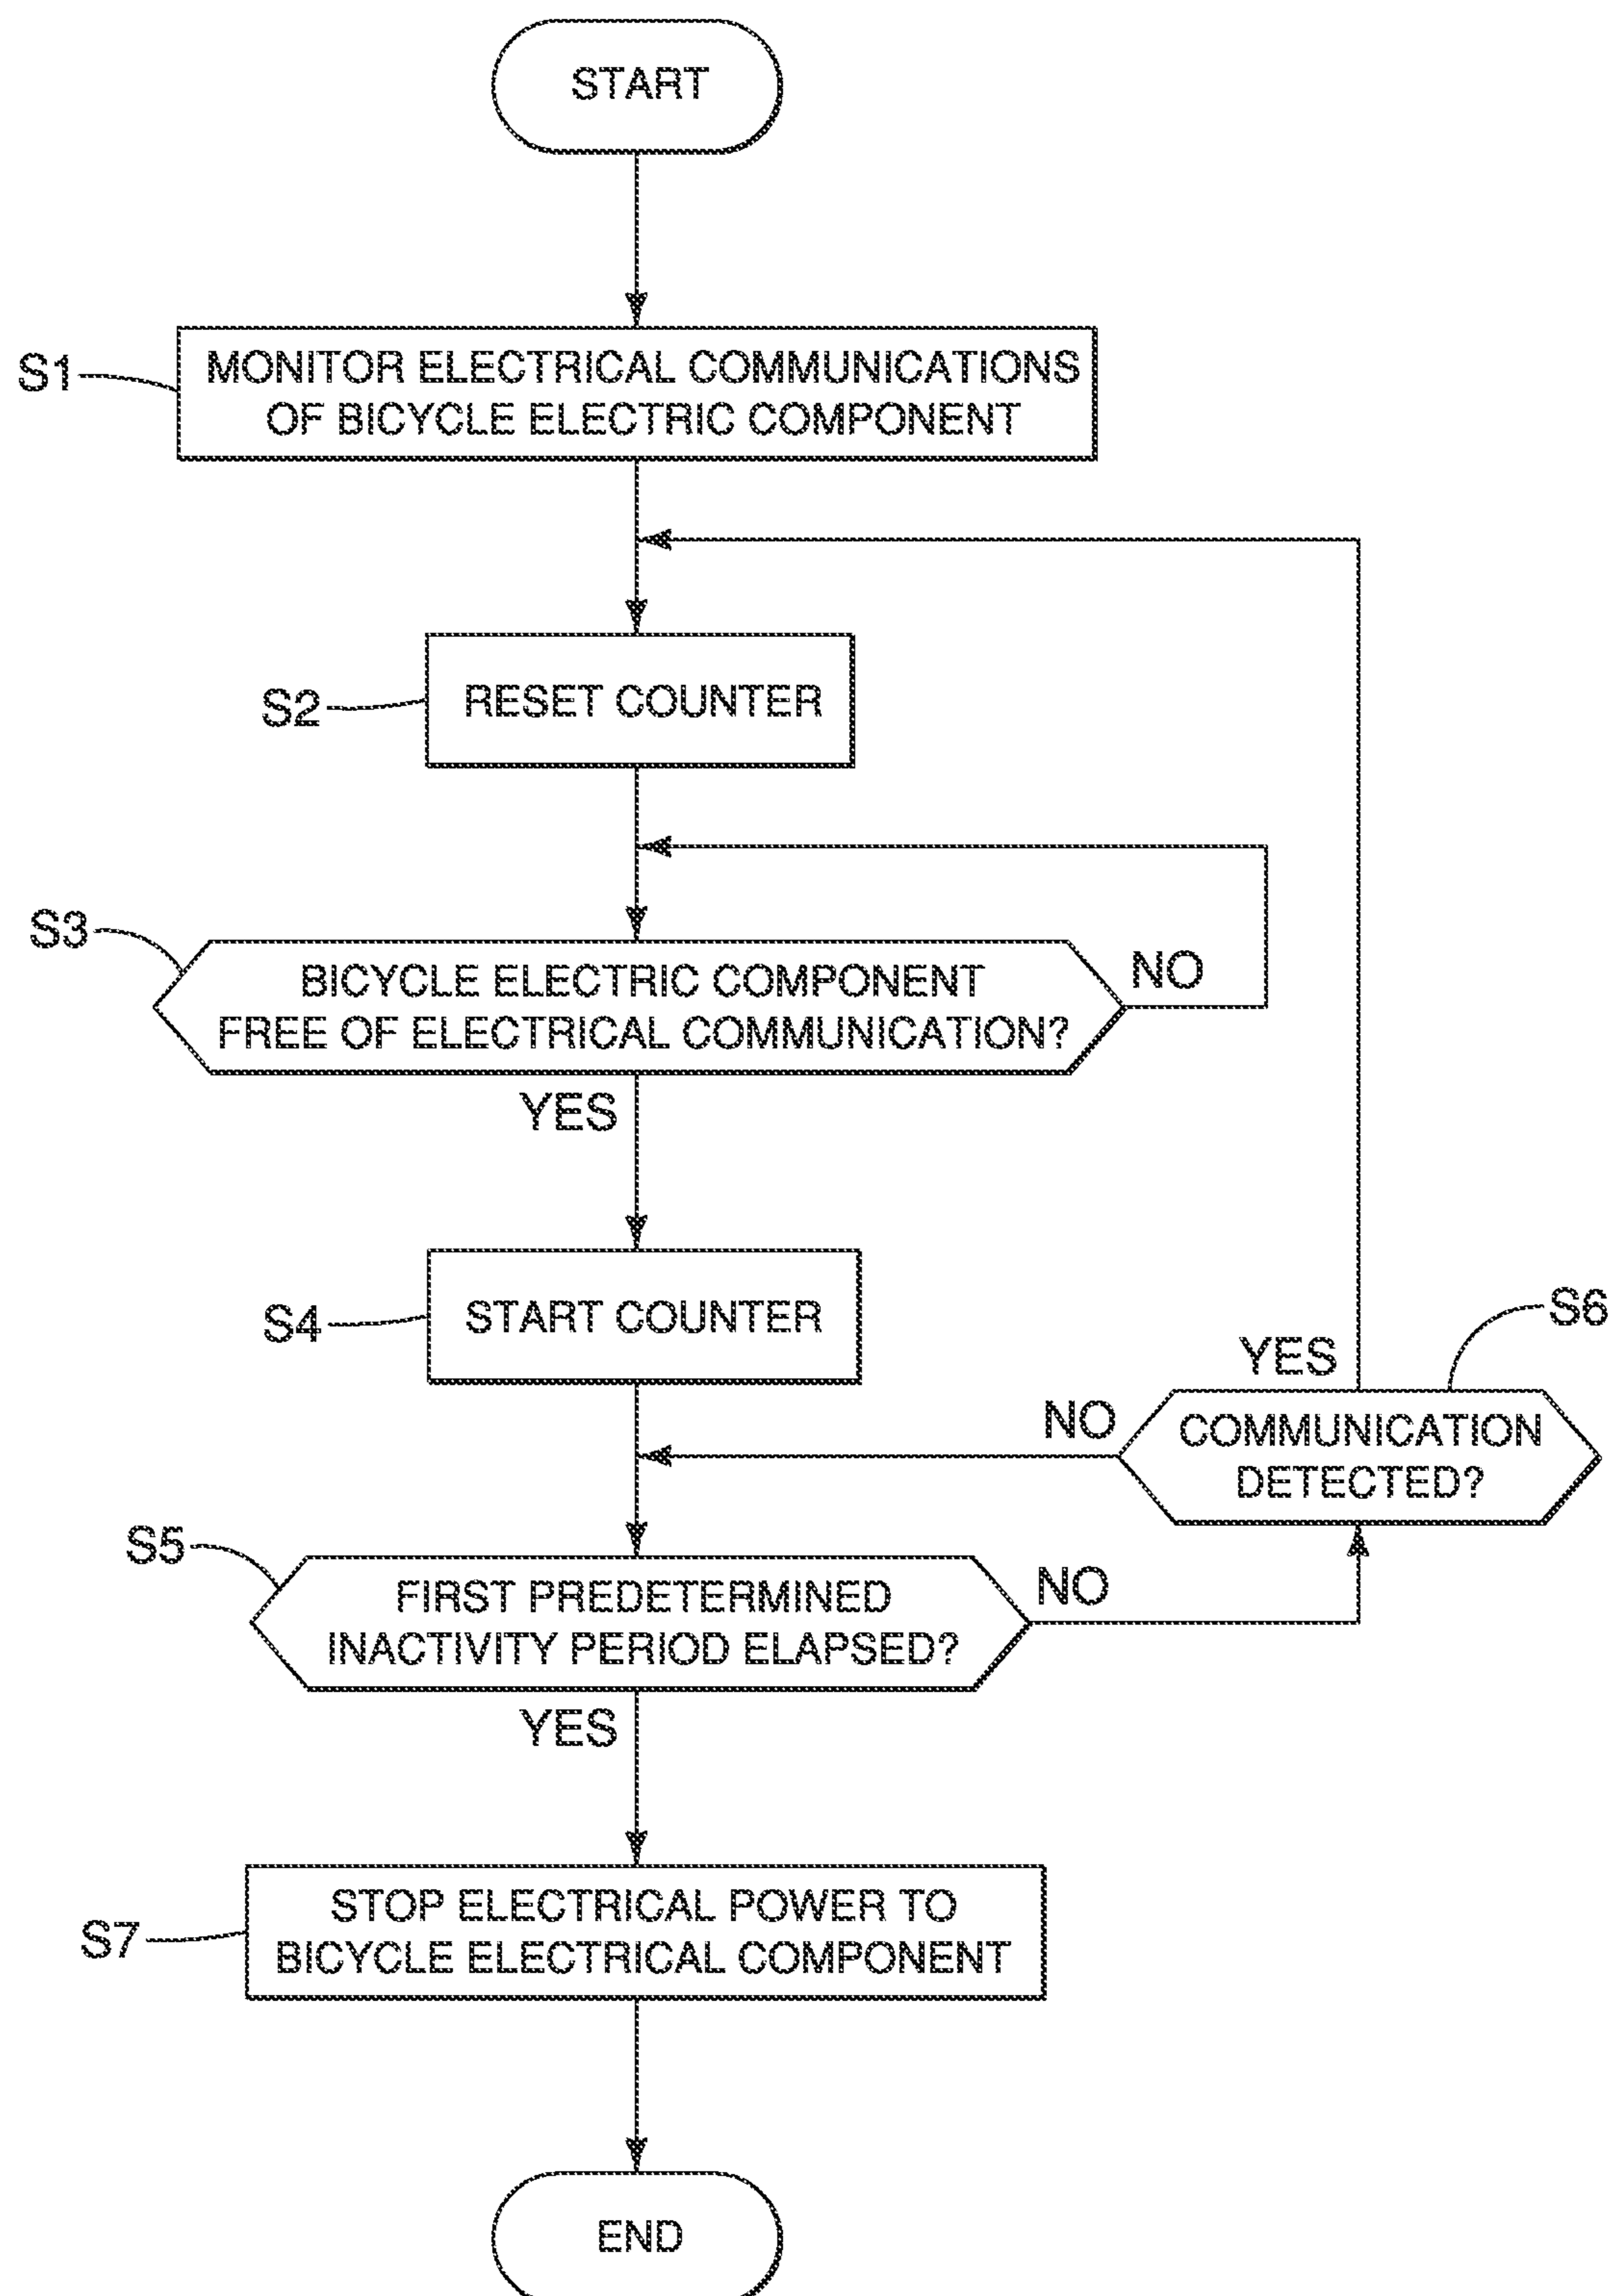 START
S1
MONITOR ELECTRICAL COMMUNICATIONS
OF BICYCLE ELECTRIC COMPONENT
S2
RESET COUNTER
S3
BICYCLE ELECTRIC COMPONENT
FREE OF ELECTRICAL COMMUNICATION?
NO
YES
S4
START COUNTER
S6
YES
NO
COMMUNICATION
DETECTED?
S5
FIRST PREDETERMINED
INACTIVITY PERIOD ELAPSED?
NO
YES
S7
STOP ELECTRICAL POWER TO
BICYCLE ELECTRICAL COMPONENT
END